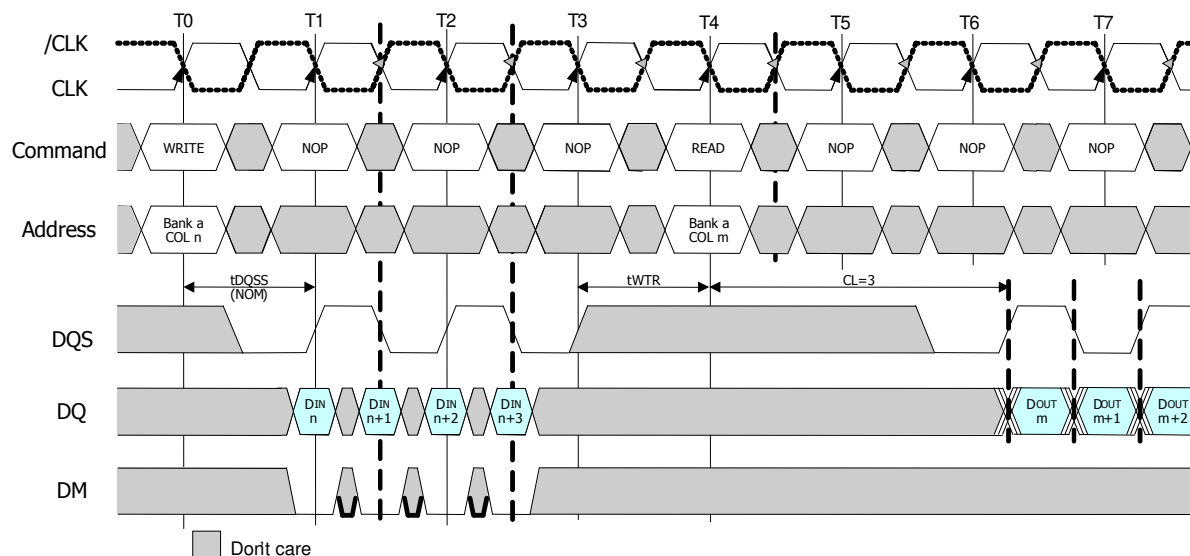 T0 T1 T2 T3 T4 T5 T6 T7
/CLK
CLK
Command WRITE NOP NOP NOP READ NOP NOP NOP
Address Bank a COL n Bank a COL m
tDQSS (NOM) tWTR CL=3
DQS
DQ DIN n DIN n+1 DIN n+2 DIN n+3 DOUT m DOUT m+1 DOUT m+2
DM
Don't care